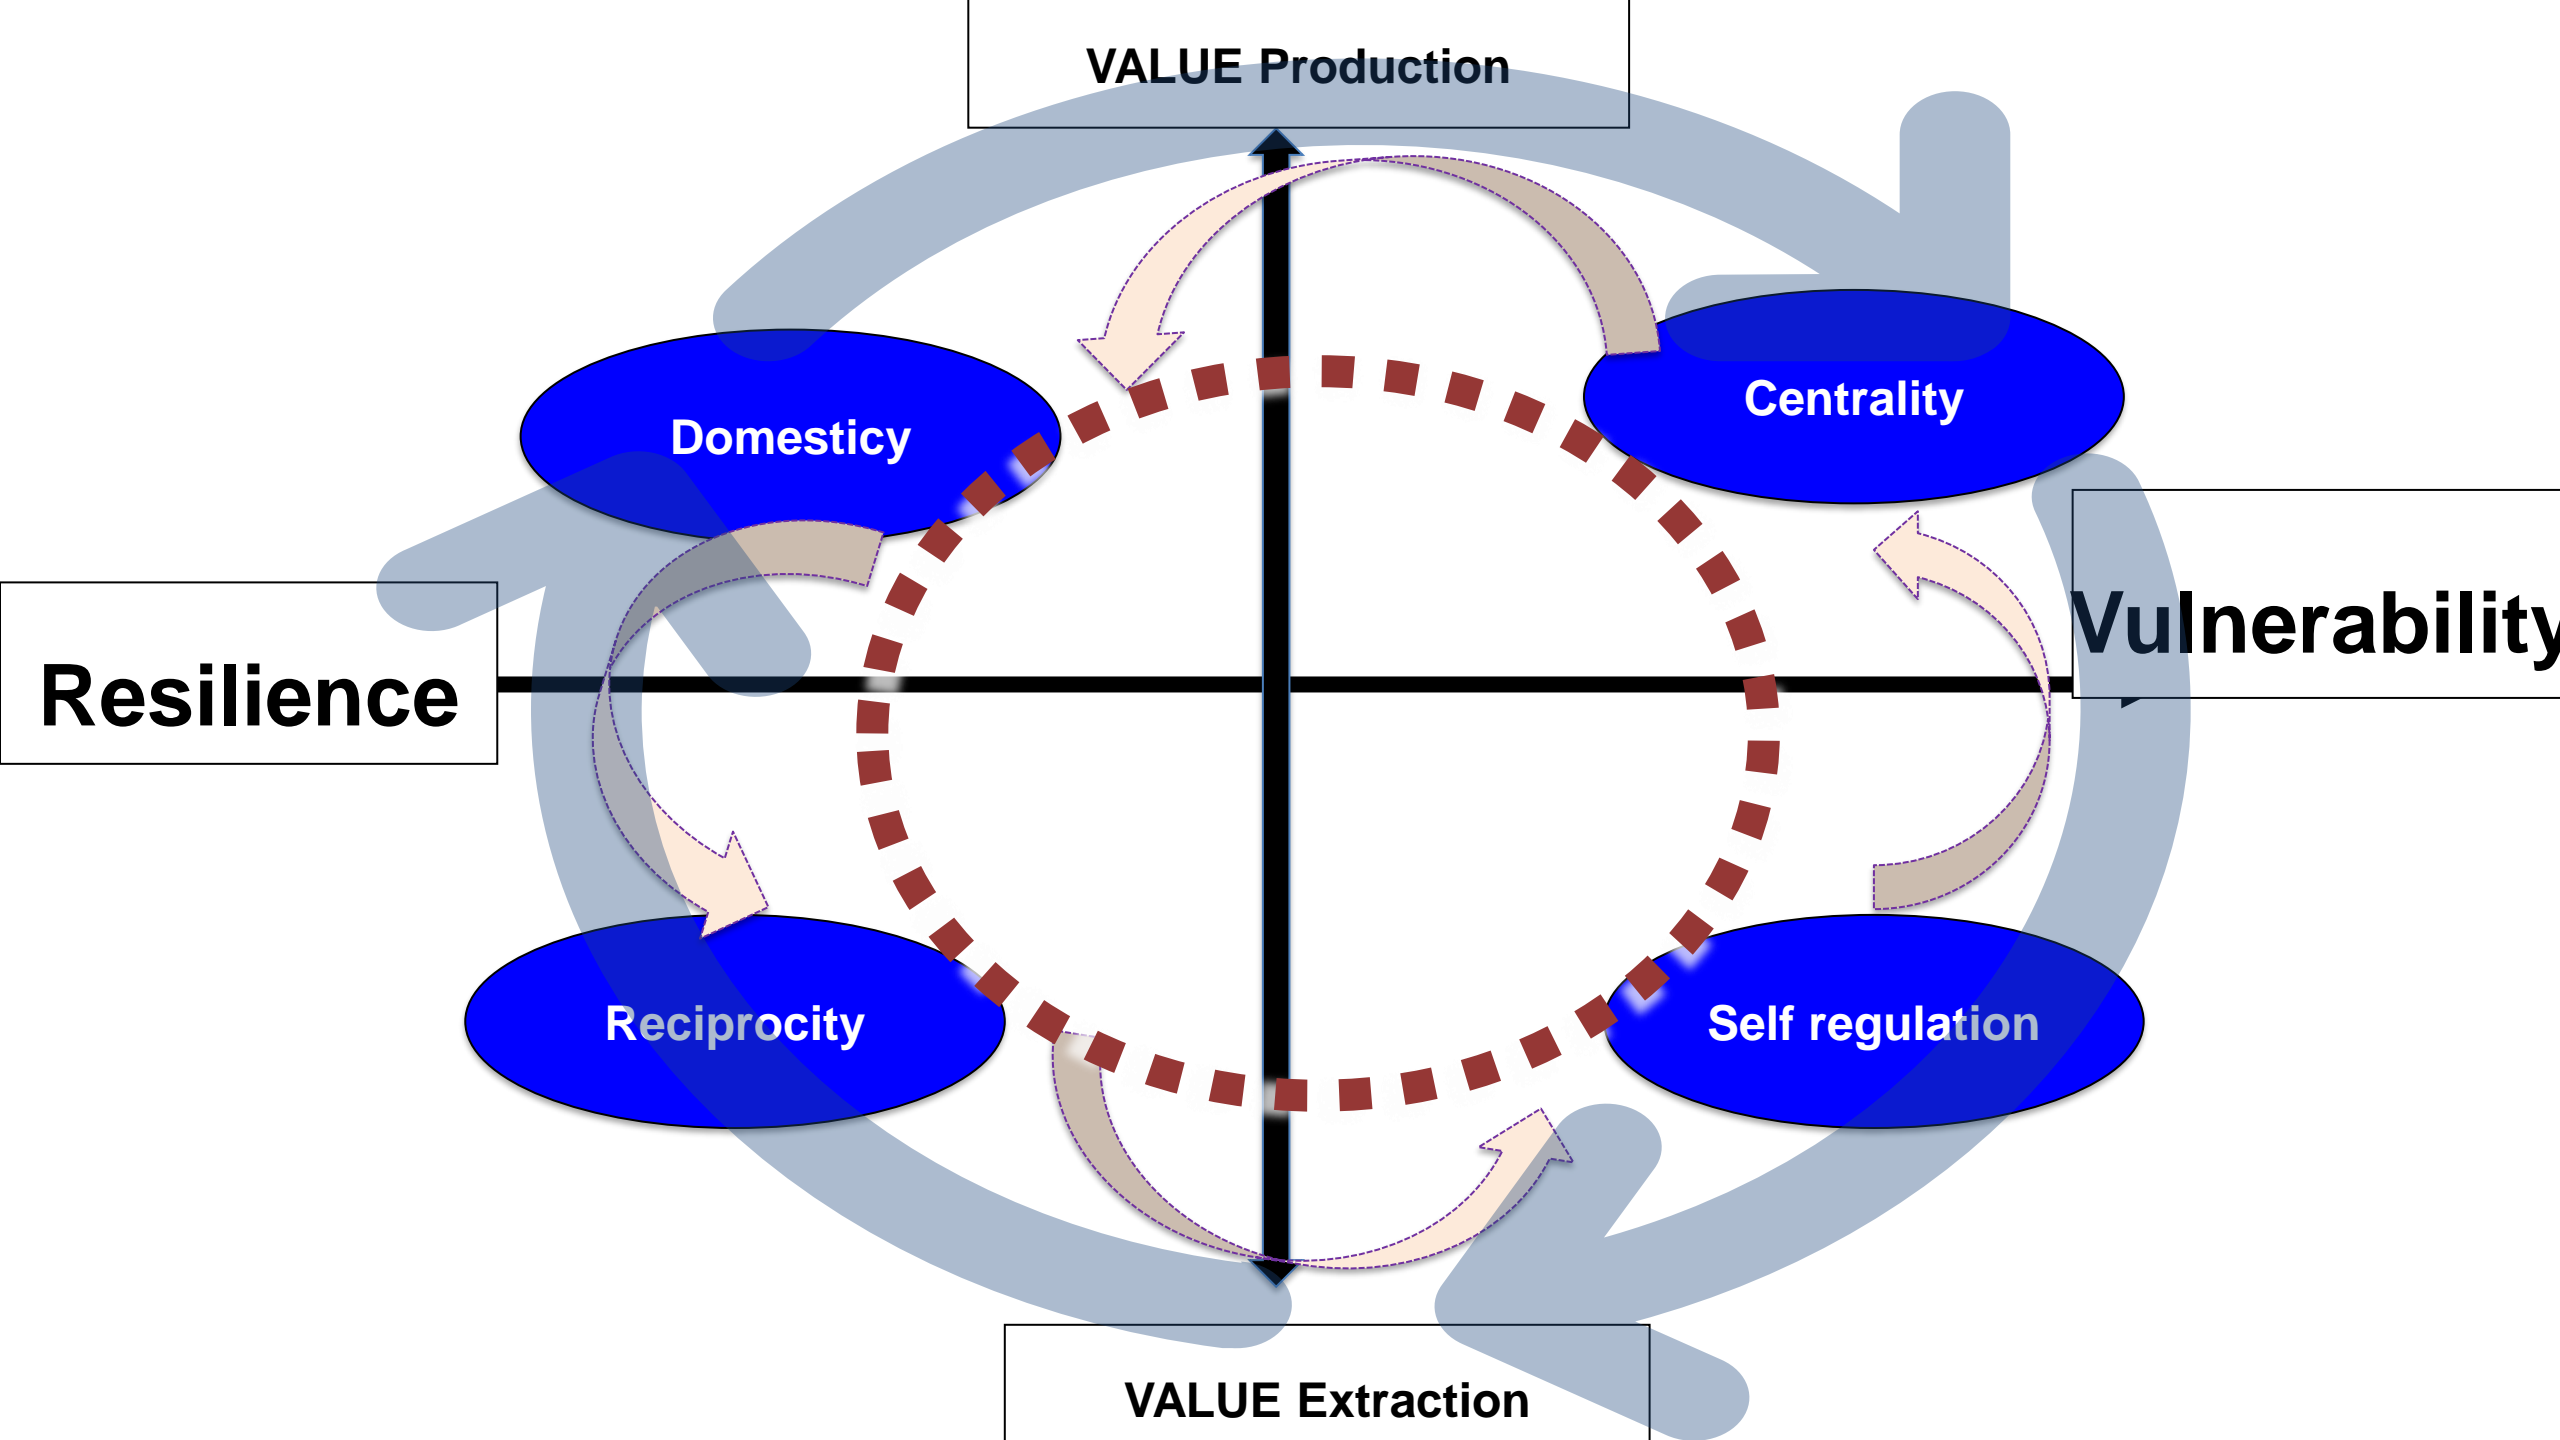 VALUE Production
Domesticy
Centrality
Resilience
Vulnerability
Reciprocity
Self regulation
VALUE Extraction